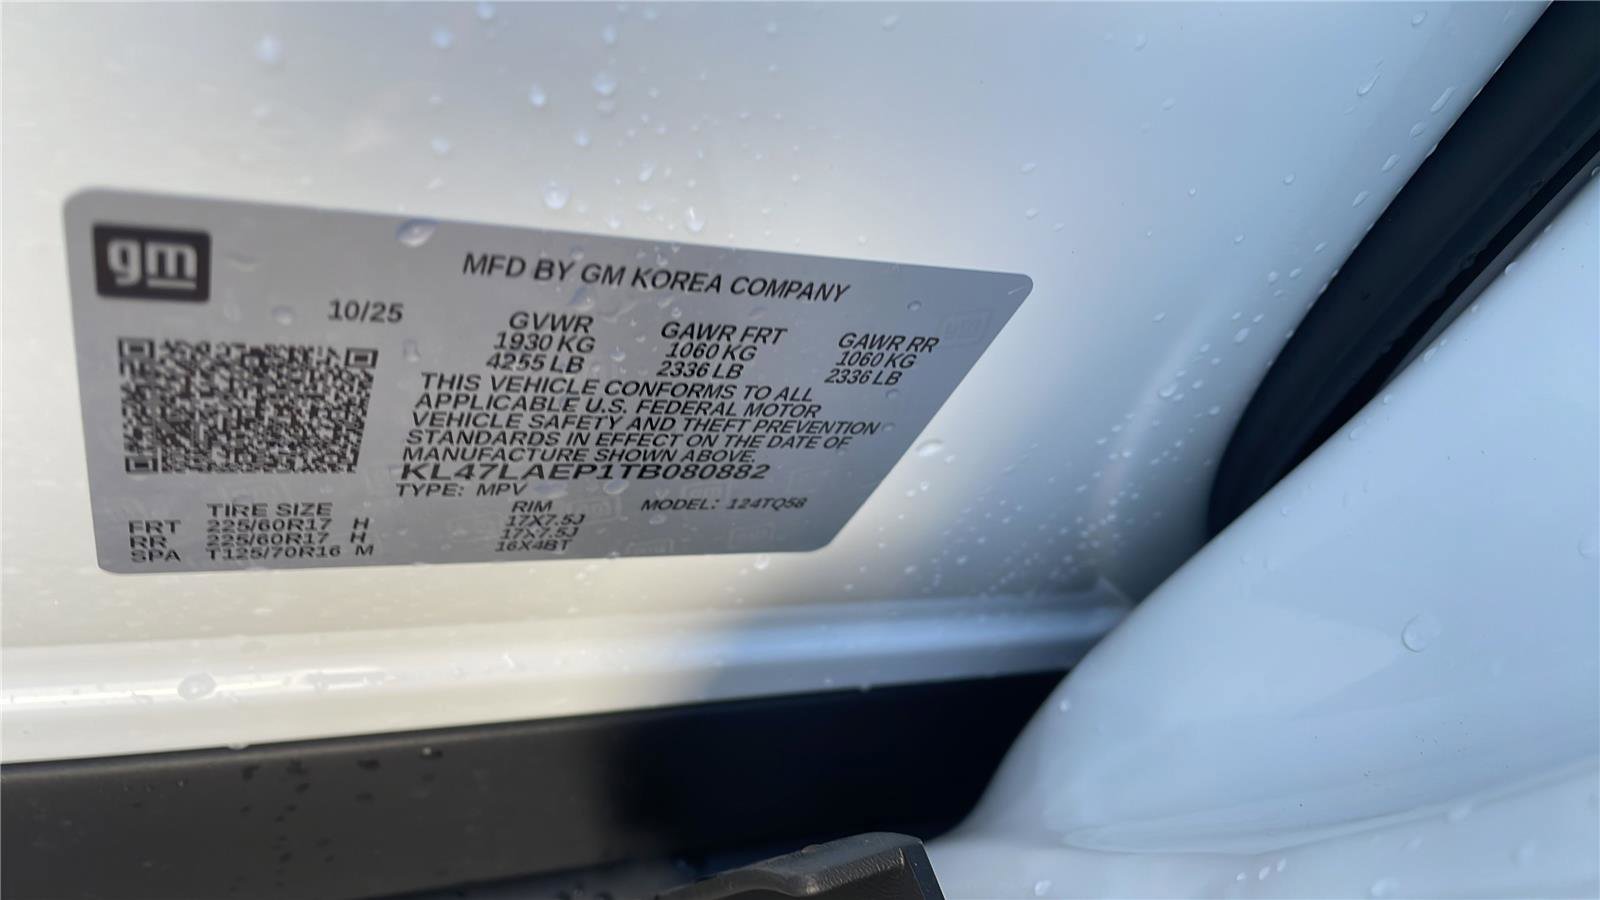 gm
MFD BY GM KOREA COMPANY
10/25
GVWR GAWR FRT GAWR RR
1930 KG 1060 KG 1060 KG
4255 LB 2336 LB 2336 LB
THIS VEHICLE CONFORMS TO ALL
APPLICABLE U.S. FEDERAL MOTOR
VEHICLE SAFETY AND THEFT PREVENTION
STANDARDS IN EFFECT ON THE DATE OF
MANUFACTURE SHOWN ABOVE.
KL47LAEP1TB080882
TYPE: MPV MODEL: 124TQ58
TIRE SIZE RIM
FRT 225/60R17 H 17X7.5J
RR 225/60R17 H 17X7.5J
SPA T125/70R16 M 16X4BT